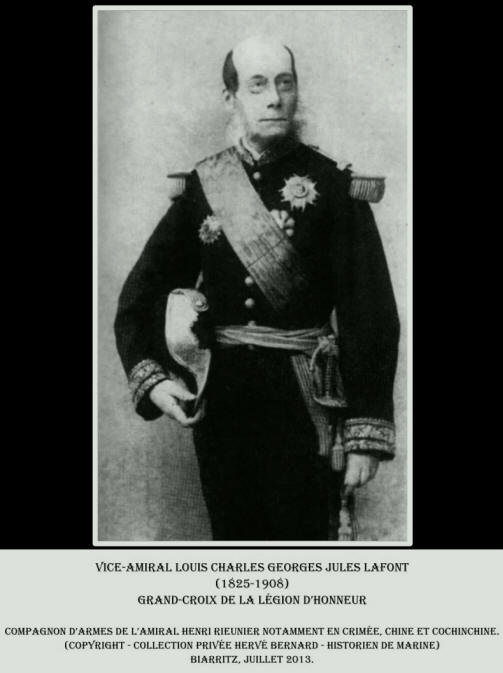 VICE-AMIRAL LOUIS CHARLES GEORGES JULES LAFONT
(1825-1908)
GRAND-CROIX DE LA LÉGION D'HONNEUR
COMPAGNON D'ARMES DE L'AMIRAL HENRI RIEUNIER NOTAMMENT EN CRIMÉE, CHINE ET COCHINCHINE.
(COPYRIGHT - COLLECTION PRIVÉE HERVÉ BERNARD - HISTORIEN DE MARINE)
BIARRITZ, JUILLET 2013.